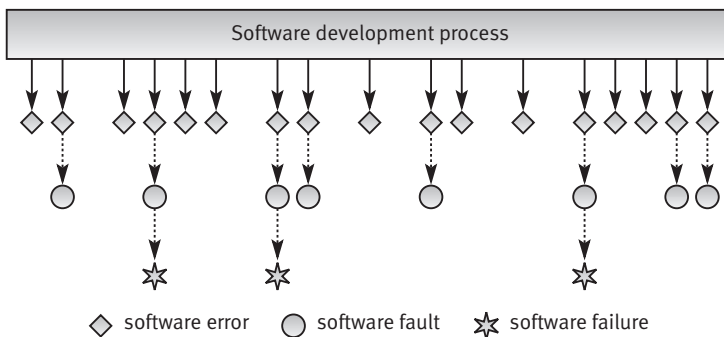 Software development process
software error
software fault
software failure